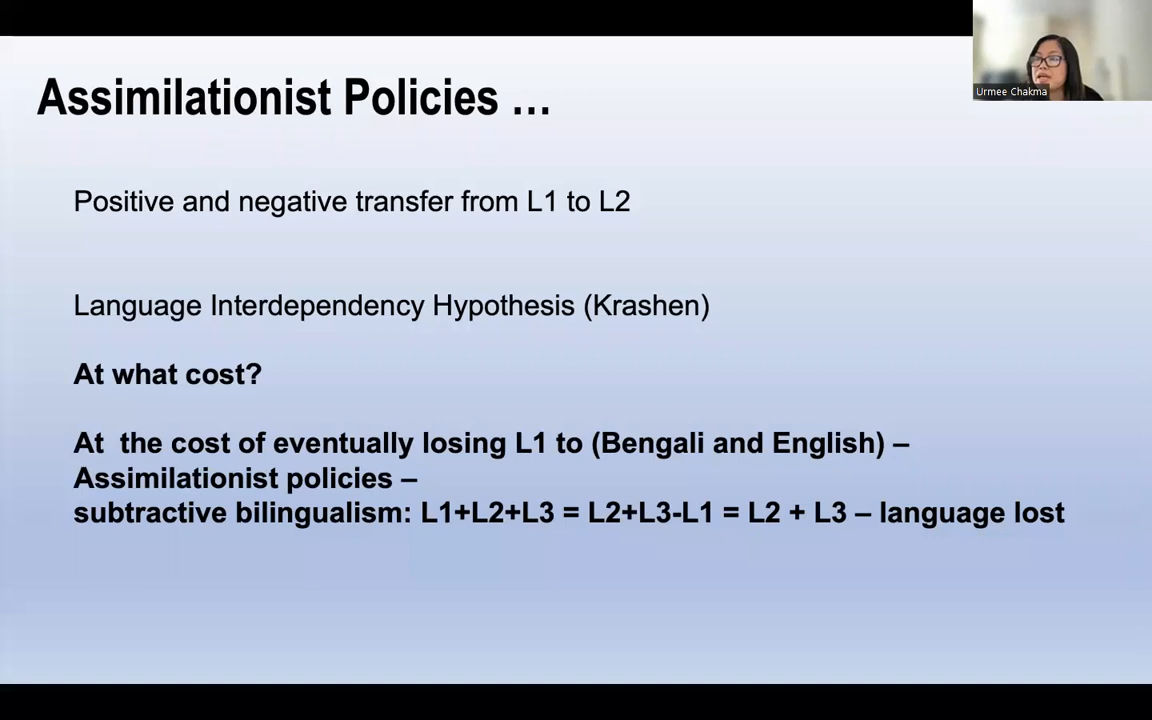 Assimilationist Policies ...
Urmee Chakma
Positive and negative transfer from L1 to L2
Language Interdependency Hypothesis (Krashen)
At what cost?
At the cost of eventually losing L1 to (Bengali and English) –
Assimilationist policies –
subtractive bilingualism: L1+L2+L3 = L2+L3-L1 = L2 + L3 – language lost